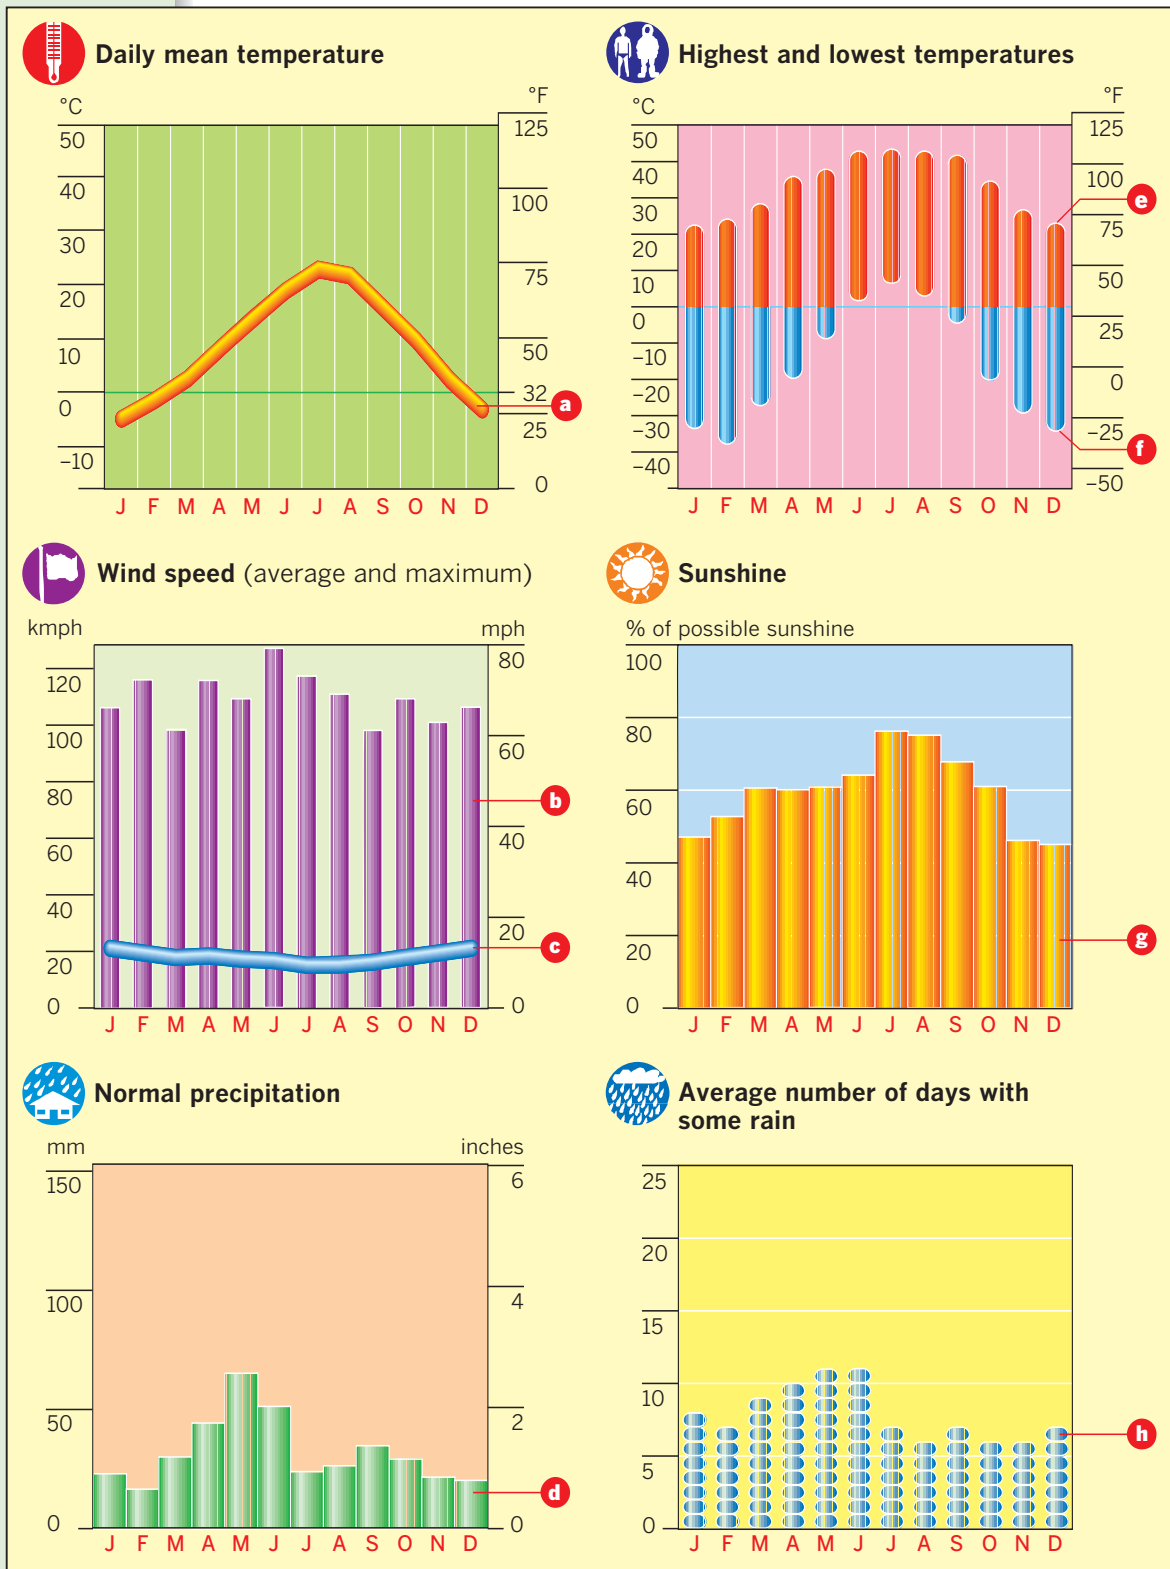 Daily mean temperature
°C
°F
50
40
30
20
10
0
–10
125
100
75
50
32
25
0
a
J F M A M J J A S O N D
Highest and lowest temperatures
°C
°F
50
40
30
20
10
0
–10
–20
–30
–40
125
100
75
50
25
0
–25
–50
e
f
J F M A M J J A S O N D
Wind speed (average and maximum)
kmph
mph
120
100
80
60
40
20
0
80
60
40
20
0
b
c
J F M A M J J A S O N D
Sunshine
% of possible sunshine
100
80
60
40
20
0
g
J F M A M J J A S O N D
Normal precipitation
mm
inches
150
100
50
0
6
4
2
0
d
J F M A M J J A S O N D
Average number of days with
some rain
25
20
15
10
5
0
h
J F M A M J J A S O N D